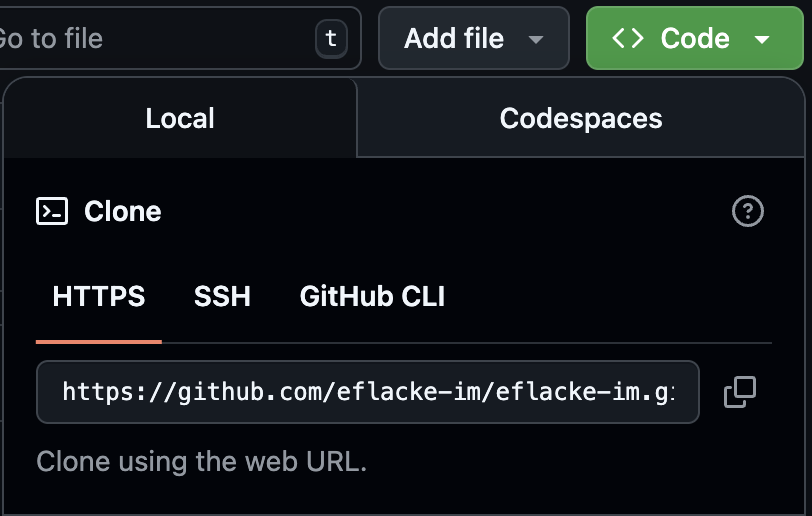 Go to file t Add file <> Code
Local Codespaces
Clone
HTTPS SSH GitHub CLI
https://github.com/eflacke-im/eflacke-im.gi
Clone using the web URL.